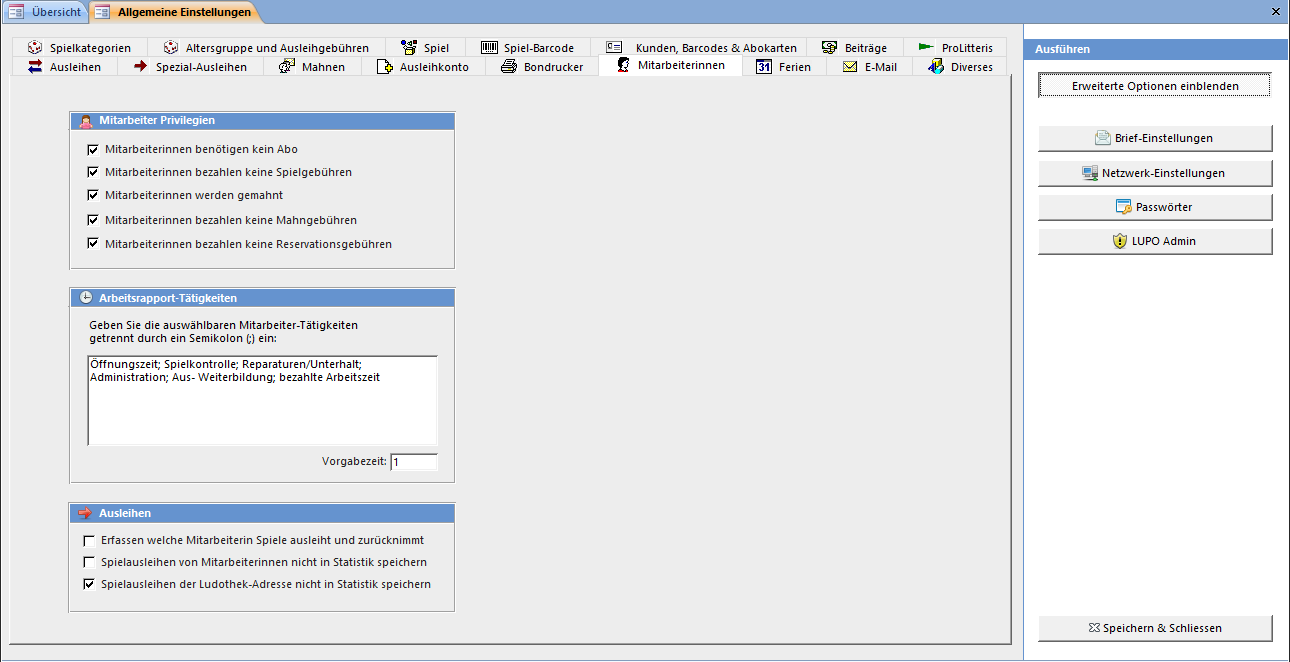 Übersicht
Allgemeine Einstellungen
Spielkategorien
Altersgruppe und Ausleihgebühren
Spiel
Spiel-Barcode
Kunden, Barcodes & Abokarten
Beiträge
ProLitteris
Ausleihen
Spezial-Ausleihen
Mahnen
Ausleihkonto
Bondrucker
Mitarbeiterinnen
31 Ferien
E-Mail
Diverses
Mitarbeiter Privilegien
Mitarbeiterinnen benötigen kein Abo
Mitarbeiterinnen bezahlen keine Spielgebühren
Mitarbeiterinnen werden gemahnt
Mitarbeiterinnen bezahlen keine Mahngebühren
Mitarbeiterinnen bezahlen keine Reservationsgebühren
Arbeitsrapport-Tätigkeiten
Geben Sie die auswählbaren Mitarbeiter-Tätigkeiten
getrennt durch ein Semikolon (;) ein:
Öffnungszeit; Spielkontrolle; Reparaturen/Unterhalt;
Administration; Aus- Weiterbildung; bezahlte Arbeitszeit
Vorgabezeit: 1
Ausleihen
Erfassen welche Mitarbeiterin Spiele ausleiht und zurücknimmt
Spielausleihen von Mitarbeiterinnen nicht in Statistik speichern
Spielausleihen der Ludothek-Adresse nicht in Statistik speichern
Ausführen
Erweiterte Optionen einblenden
Brief-Einstellungen
Netzwerk-Einstellungen
Passwörter
LUPO Admin
Speichern & Schliessen